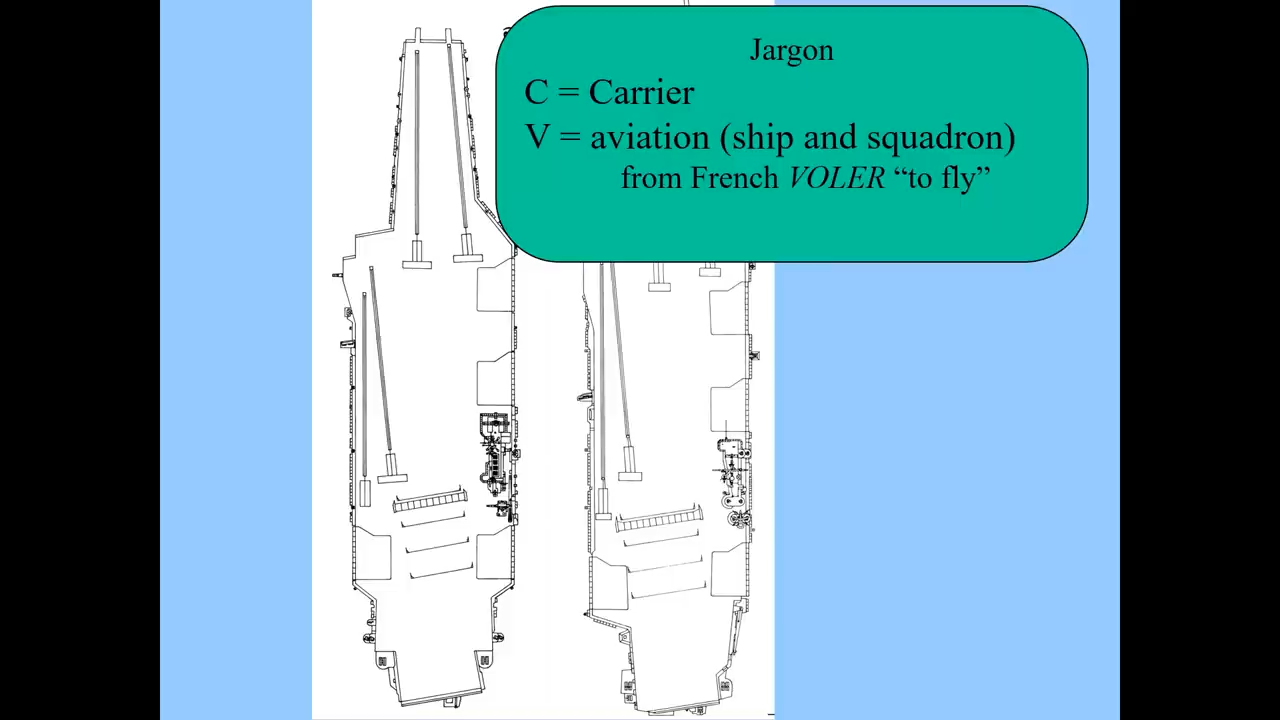 Jargon
C = Carrier
V = aviation (ship and squadron)
from French VOLER “to fly”